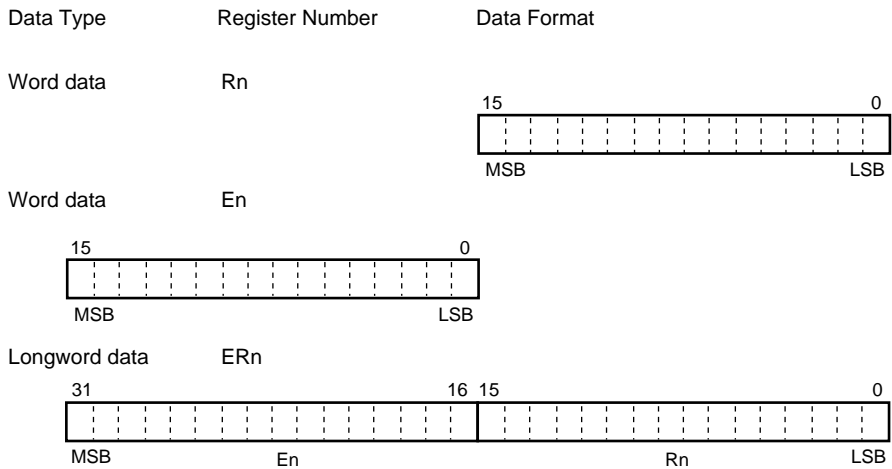 Data Type Register Number Data Format
Word data Rn
15 0
MSB LSB
Word data En
15 0
MSB LSB
Longword data ERn
31 16 15 0
MSB En Rn LSB